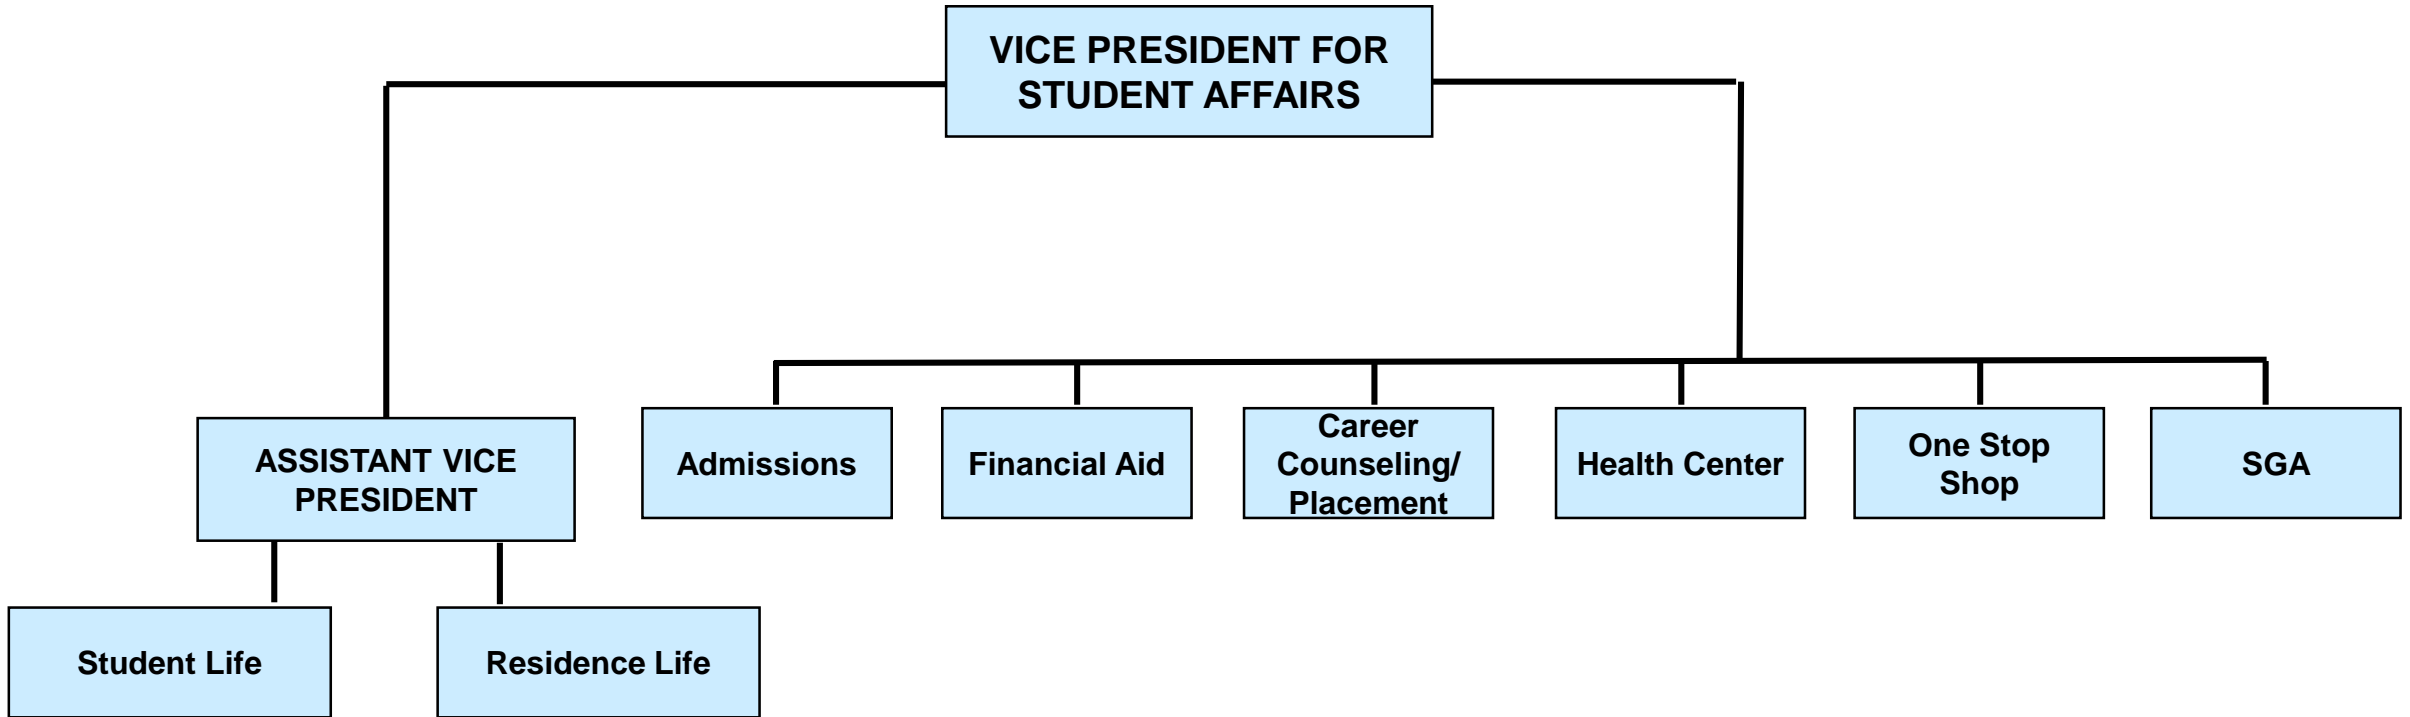 VICE PRESIDENT FOR
STUDENT AFFAIRS
ASSISTANT VICE
PRESIDENT
Admissions
Financial Aid
Career
Counseling/
Placement
Health Center
One Stop
Shop
SGA
Student Life
Residence Life